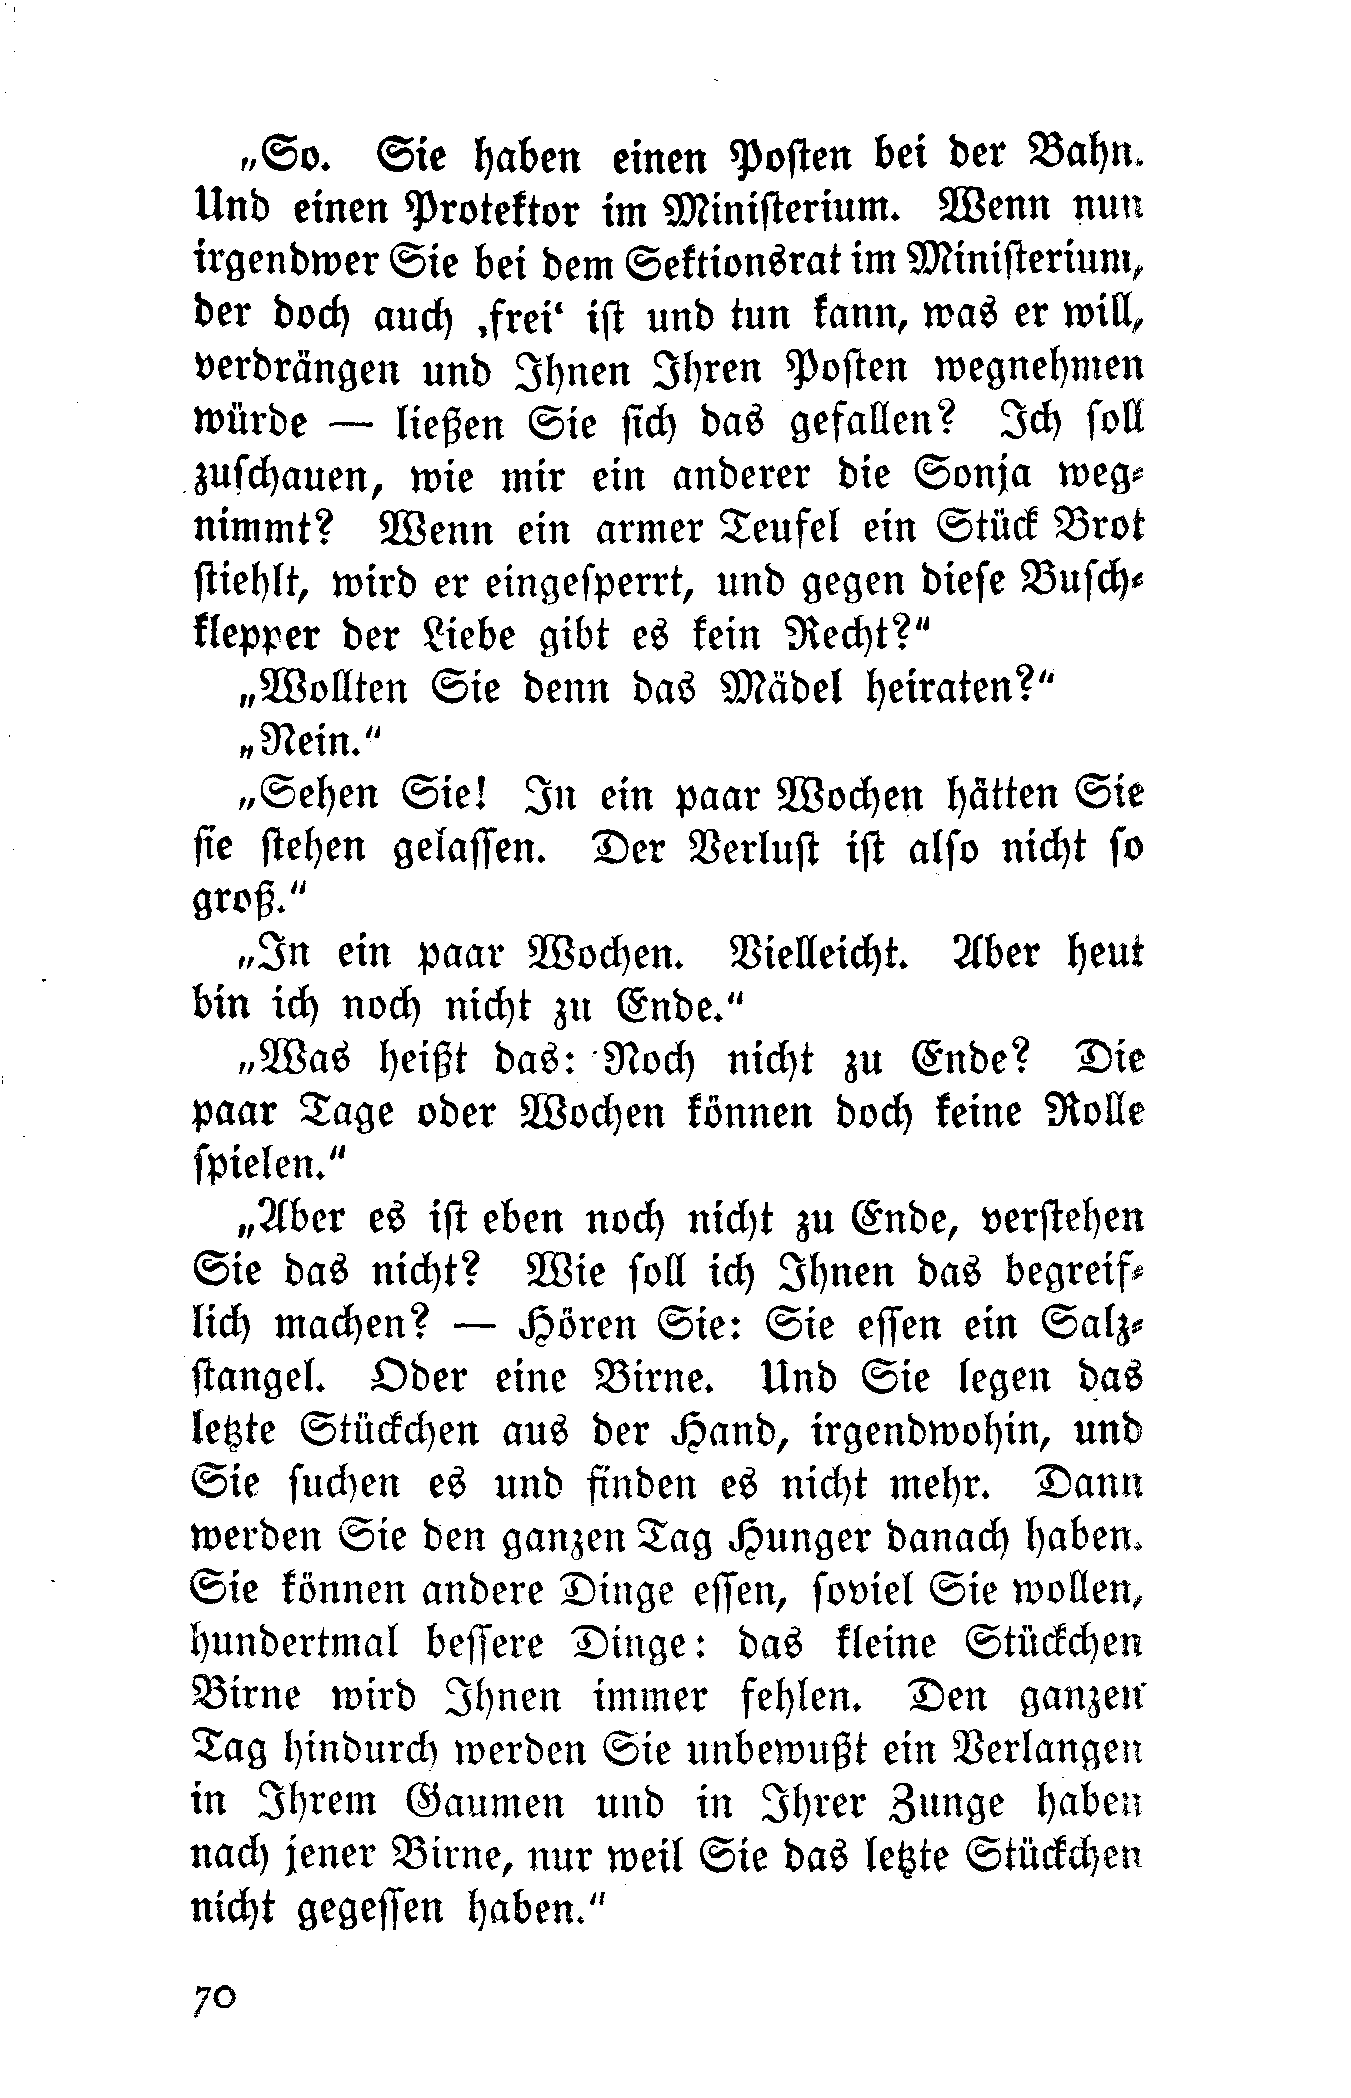 „So. Sie haben einen Posten bei der Bahn.
Und einen Protektor im Ministerium. Wenn nun
irgendwer Sie bei dem Sektionsrat im Ministerium,
der doch auch ‚frei‘ ist und tun kann, was er will,
verdrängen und Ihnen Ihren Posten wegnehmen
würde — ließen Sie sich das gefallen? Ich soll
zuschauen, wie mir ein anderer die Sonja weg-
nimmt? Wenn ein armer Teufel ein Stück Brot
stiehlt, wird er eingesperrt, und gegen diese Busch-
klepper der Liebe gibt es kein Recht?“
„Wollten Sie denn das Mädel heiraten?“
„Nein.“
„Sehen Sie! In ein paar Wochen hätten Sie
sie stehen gelassen. Der Verlust ist also nicht so
groß.“
„In ein paar Wochen. Vielleicht. Aber heut
bin ich noch nicht zu Ende.“
„Was heißt das: Noch nicht zu Ende? Die
paar Tage oder Wochen können doch keine Rolle
spielen.“
„Aber es ist eben noch nicht zu Ende, verstehen
Sie das nicht? Wie soll ich Ihnen das begreif-
lich machen? — Hören Sie: Sie essen ein Salz-
stangel. Oder eine Birne. Und Sie legen das
letzte Stückchen aus der Hand, irgendwohin, und
Sie suchen es und finden es nicht mehr. Dann
werden Sie den ganzen Tag Hunger danach haben.
Sie können andere Dinge essen, soviel Sie wollen,
hundertmal bessere Dinge: das kleine Stückchen
Birne wird Ihnen immer fehlen. Den ganzen
Tag hindurch werden Sie unbewußt ein Verlangen
in Ihrem Gaumen und in Ihrer Zunge haben
nach jener Birne, nur weil Sie das letzte Stückchen
nicht gegessen haben.“
70